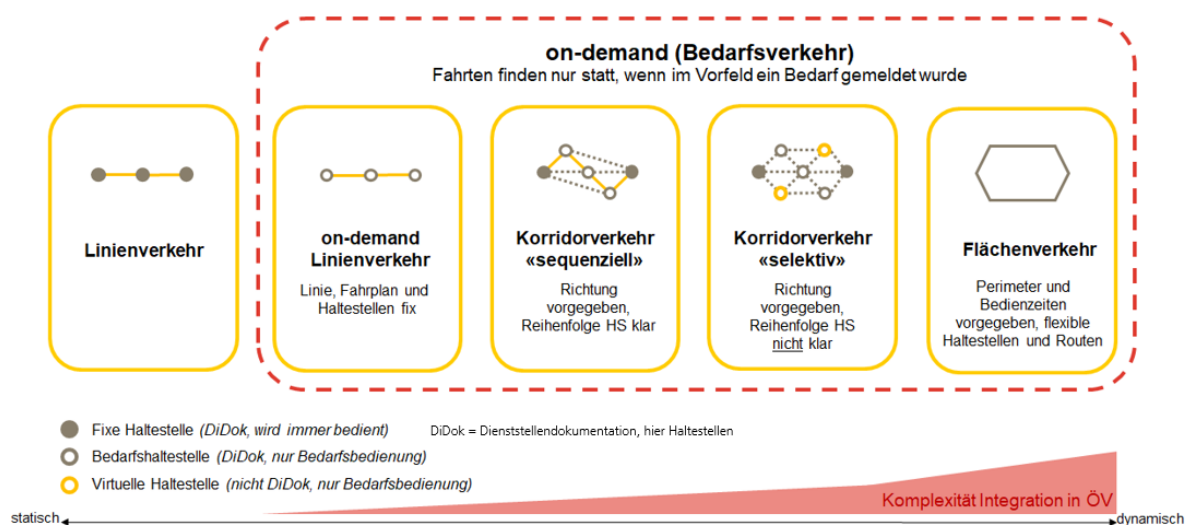 on-demand (Bedarfsverkehr)
Fahrten finden nur statt, wenn im Vorfeld ein Bedarf gemeldet wurde
Linienverkehr
on-demand
Linienverkehr
Linie, Fahrplan und
Haltestellen fix
Korridorverkehr
«sequenziell»
Richtung
vorgegeben,
Reihenfolge HS klar
Korridorverkehr
«selektiv»
Richtung
vorgegeben,
Reihenfolge HS
nicht klar
Flächenverkehr
Perimeter und
Bedienzeiten
vorgegeben, flexible
Haltestellen und Routen
Fixe Haltestelle (DiDok, wird immer bedient)
DiDok = Dienststellendokumentation, hier Haltestellen
Bedarfshaltestelle (DiDok, nur Bedarfsbedienung)
Virtuelle Haltestelle (nicht DiDok, nur Bedarfsbedienung)
Komplexität Integration in ÖV
statisch
dynamisch